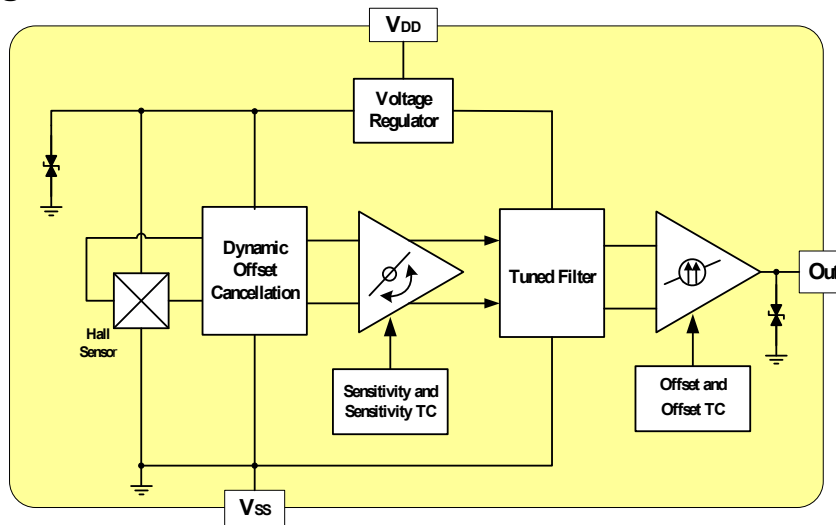 VDD
Voltage
Regulator
Dynamic
Offset
Cancellation
Tuned Filter
Out
Hall
Sensor
Sensitivity and
Sensitivity TC
Offset and
Offset TC
VSS